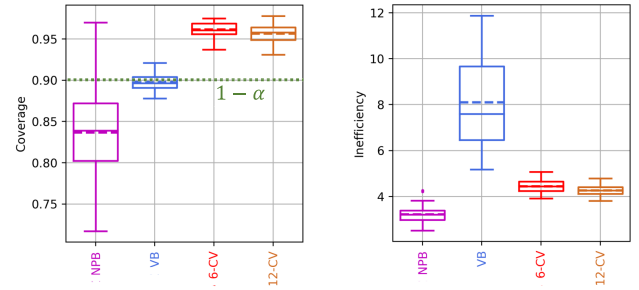 Coverage
0.95
0.90
0.85
0.80
0.75
1 − α
NPB
VB
6-CV
12-CV
Inefficiency
12
10
8
6
4
NPB
VB
6-CV
12-CV